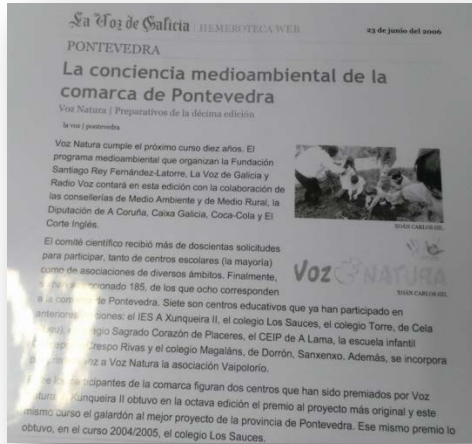 La Voz de Galicia | HEMEROTECA WEB
23 de junio del 2006
PONTEVEDRA
La conciencia medioambiental de la
comarca de Pontevedra
Voz Natura | Preparativos de la décima edición
la voz | pontevedra
Voz Natura cumple el próximo curso diez años. El
programa medioambiental que organizan la Fundación
Santiago Rey Fernández-Latorre, La Voz de Galicia y
Radio Voz contará en esta edición con la colaboración de
las consellerías de Medio Ambiente y de Medio Rural, la
Diputación de A Coruña, Caixa Galicia, Coca-Cola y El
Corte Inglés.
XOÁN CARLOS GIL
El comité científico recibió más de doscientas solicitudes
para participar, tanto de centros escolares (la mayoría)
como de asociaciones de diversos ámbitos. Finalmente,
185, de los que ocho corresponden
a la de Pontevedra. Siete son centros educativos que ya han participado en
anteriores el IES A Xunqueira II, el colegio Los Sauces, el colegio Torre, de Cela
Sagrado Corazón de Placeres, el CEIP de A Lama, la escuela infantil
Crespo Rivas y el colegio Magaláns, de Dorrón, Sanxenxo. Además, se incorpora
a Voz Natura la asociación Vaipolorío.
participantes de la comarca figuran dos centros que ya han sido premiados por Voz
Xunqueira II obtuvo en la octava edición el premio al proyecto más original y este
mismo curso el galardón al mejor proyecto de la provincia de Pontevedra. Ese mismo premio lo
obtuvo, en el curso 2004/2005, el colegio Los Sauces.
VOZ NATURA
XOÁN CARLOS GIL